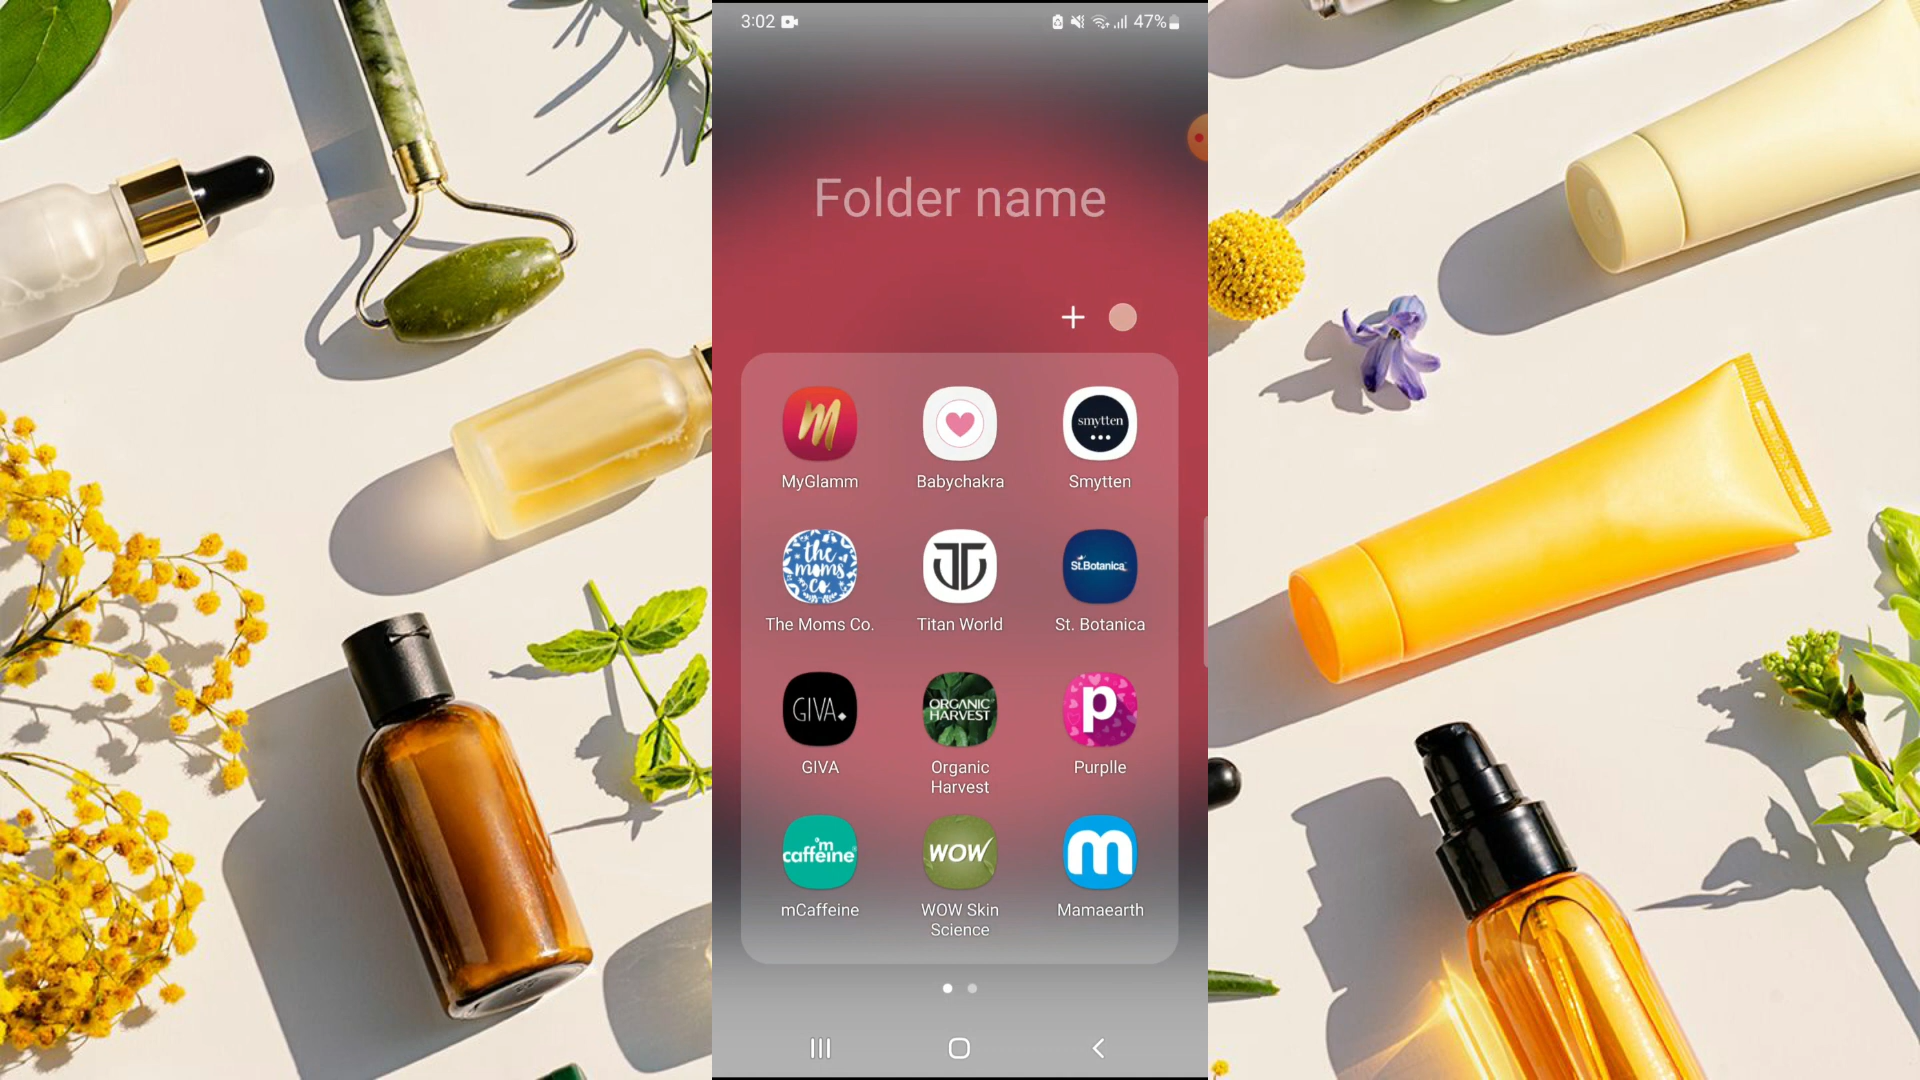 3:02
47%
Folder name
M
smytten
MyGlamm
Babychakra
Smytten
the
moms
co.
St.Botanica
The Moms Co.
Titan World
St. Botanica
GIVA
ORGANIC
HARVEST
p
GIVA
Organic
Harvest
Purplle
'm
caffeine
WOW
m
mCaffeine
WOW Skin
Science
Mamaearth